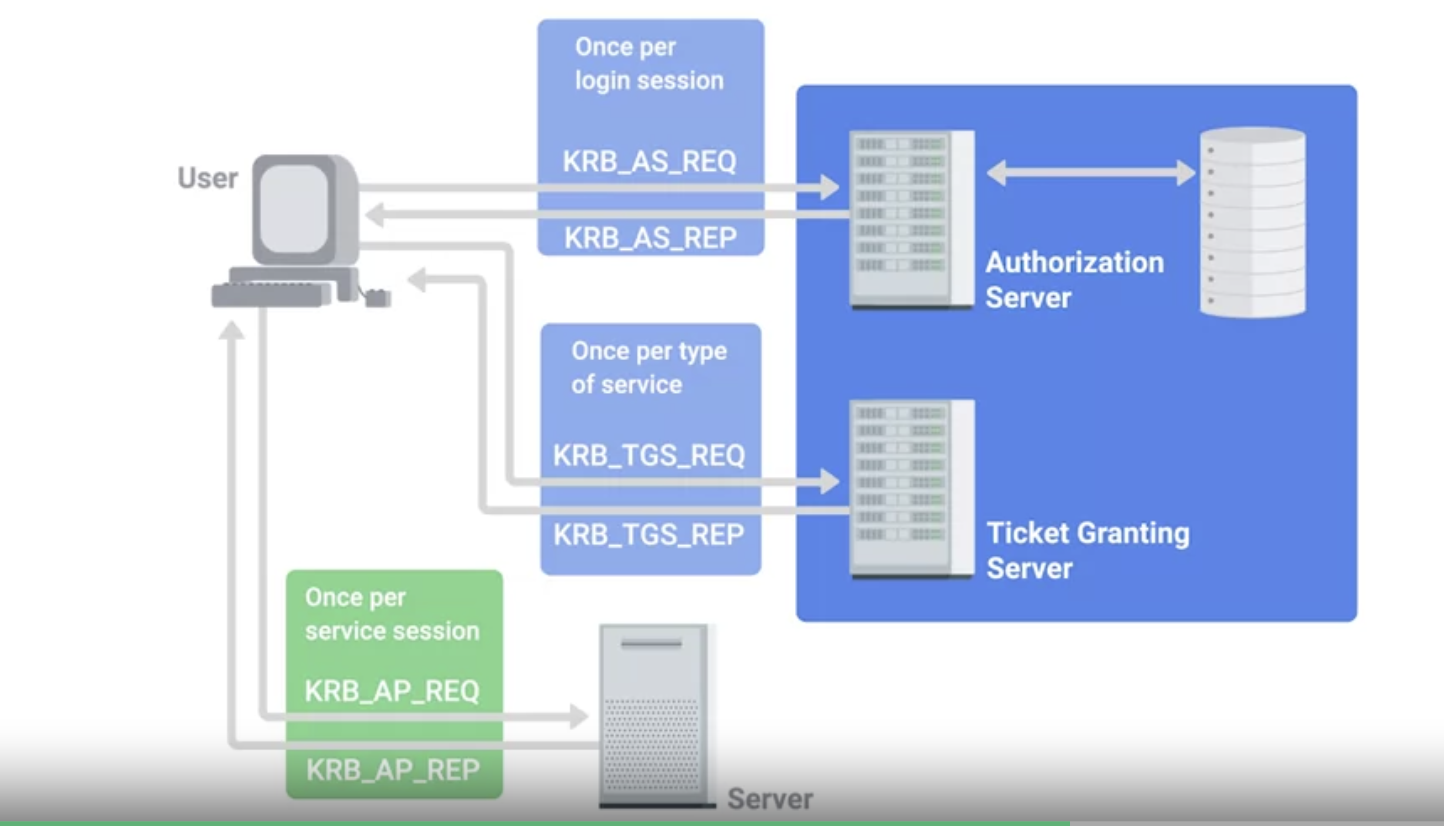 Once per
login session
KRB_AS_REQ
KRB_AS_REP
User
Authorization
Server
Once per type
of service
KRB_TGS_REQ
KRB_TGS_REP
Ticket Granting
Server
Once per
service session
KRB_AP_REQ
KRB_AP_REP
Server